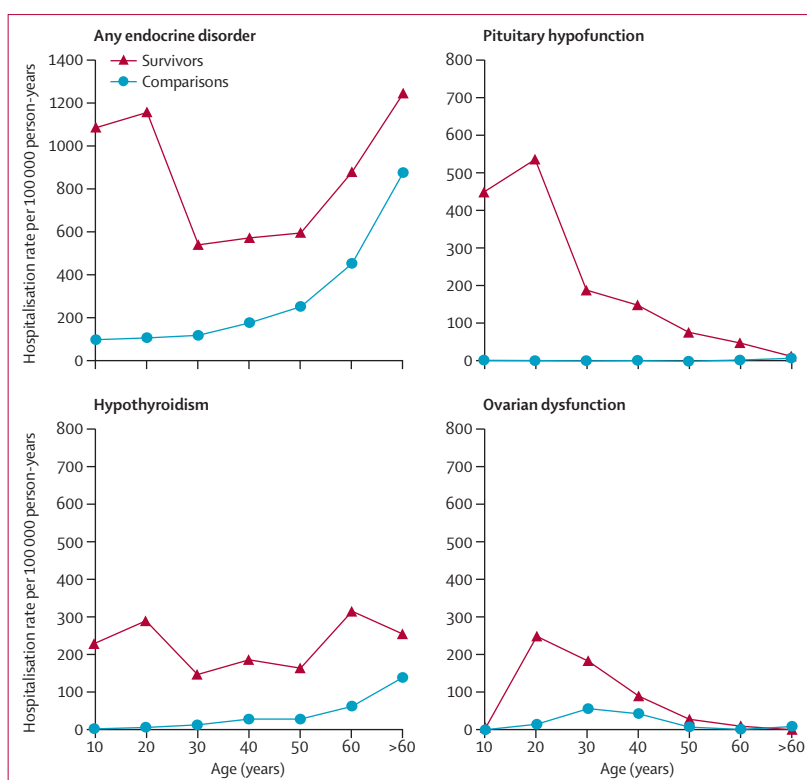 Any endocrine disorder
Survivors
Comparisons
Hospitalisation rate per 100 000 person-years
1400
1200
1000
800
600
400
200
0
Pituitary hypofunction
800
700
600
500
400
300
200
100
0
Hypothyroidism
Hospitalisation rate per 100 000 person-years
800
700
600
500
400
300
200
100
0
10 20 30 40 50 60 >60
Age (years)
Ovarian dysfunction
800
700
600
500
400
300
200
100
0
10 20 30 40 50 60 >60
Age (years)